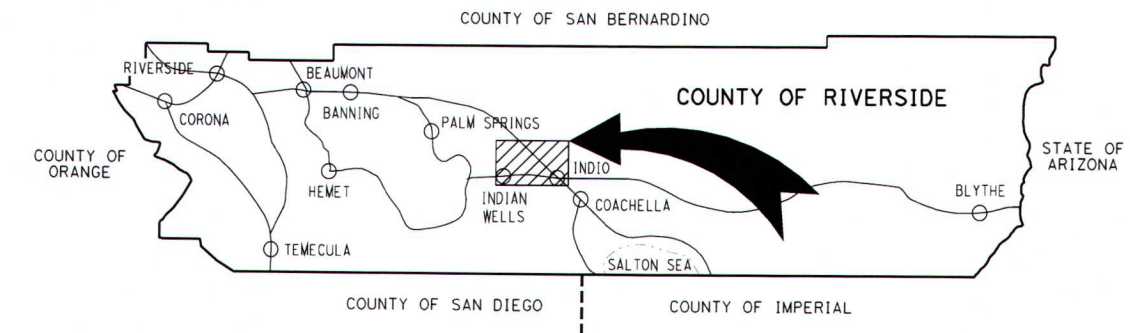 COUNTY OF SAN BERNARDINO
RIVERSIDE
BEAUMONT
COUNTY OF RIVERSIDE
CORONA
BANNING
PALM SPRINGS
COUNTY OF
ORANGE
STATE OF
ARIZONA
HEMET
INDIO
INDIAN
WELLS
BLYTHE
COACHELLA
TEMECULA
SALTON SEA
COUNTY OF SAN DIEGO
COUNTY OF IMPERIAL